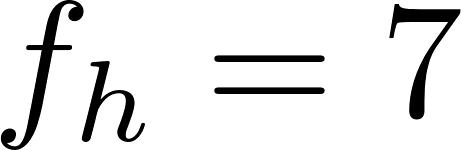 f_h = 7